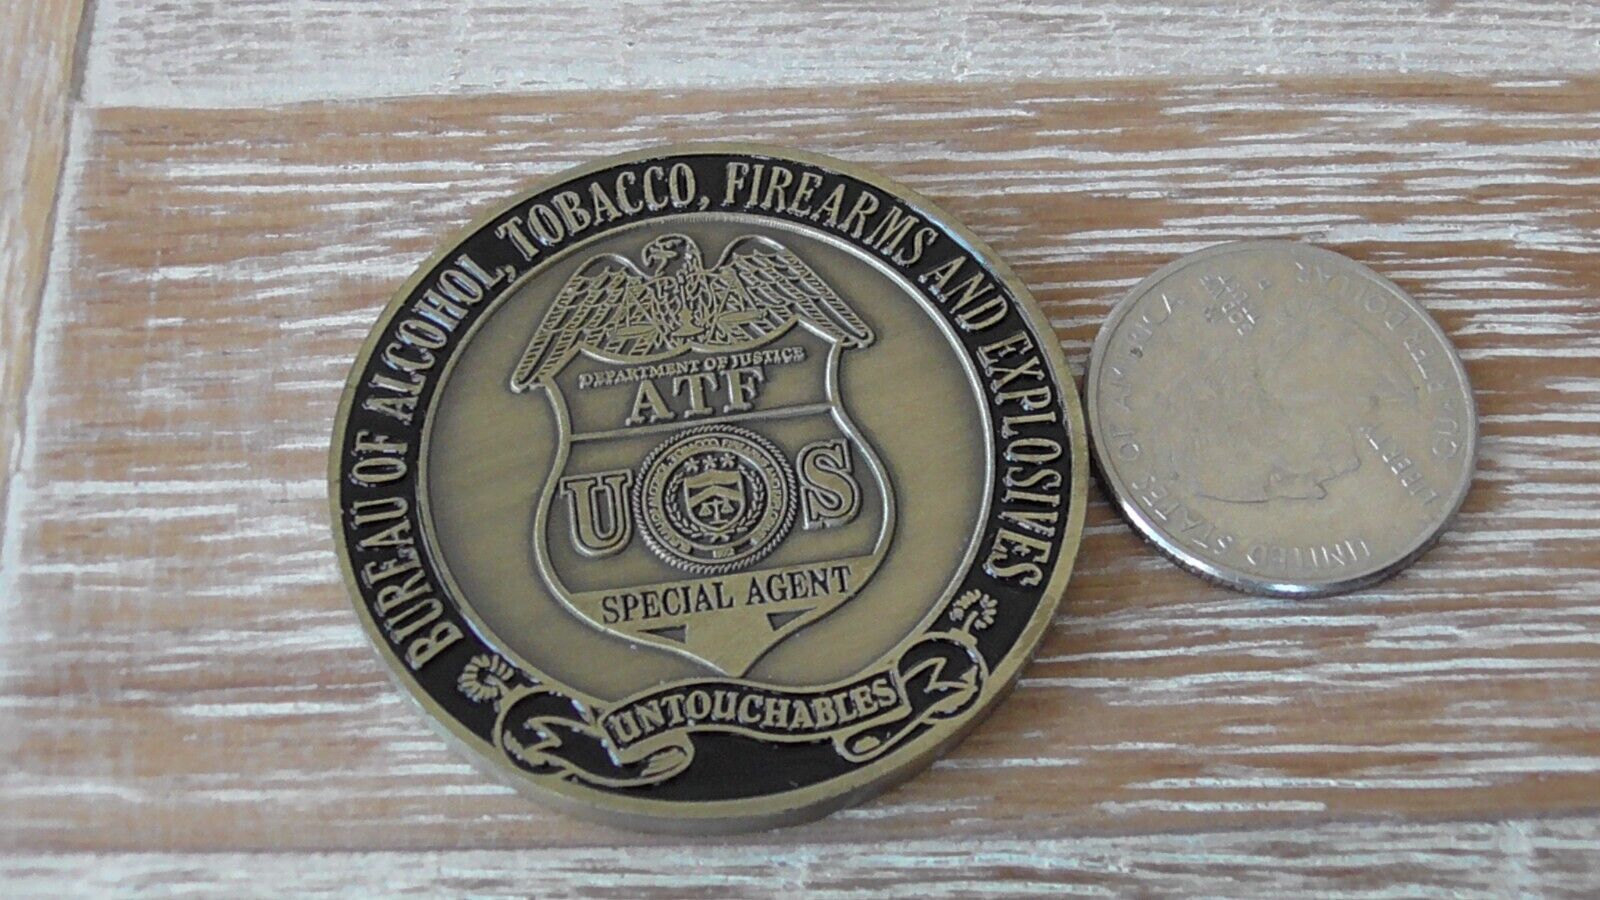 BUREAU OF ALCOHOL, TOBACCO, FIREARMS AND EXPLOSIVES
DEPARTMENT OF JUSTICE
ATF
U S
SPECIAL AGENT
UNTOUCHABLES
UNITED STATES OF AMERICA
LIBERTY
QUARTER DOLLAR